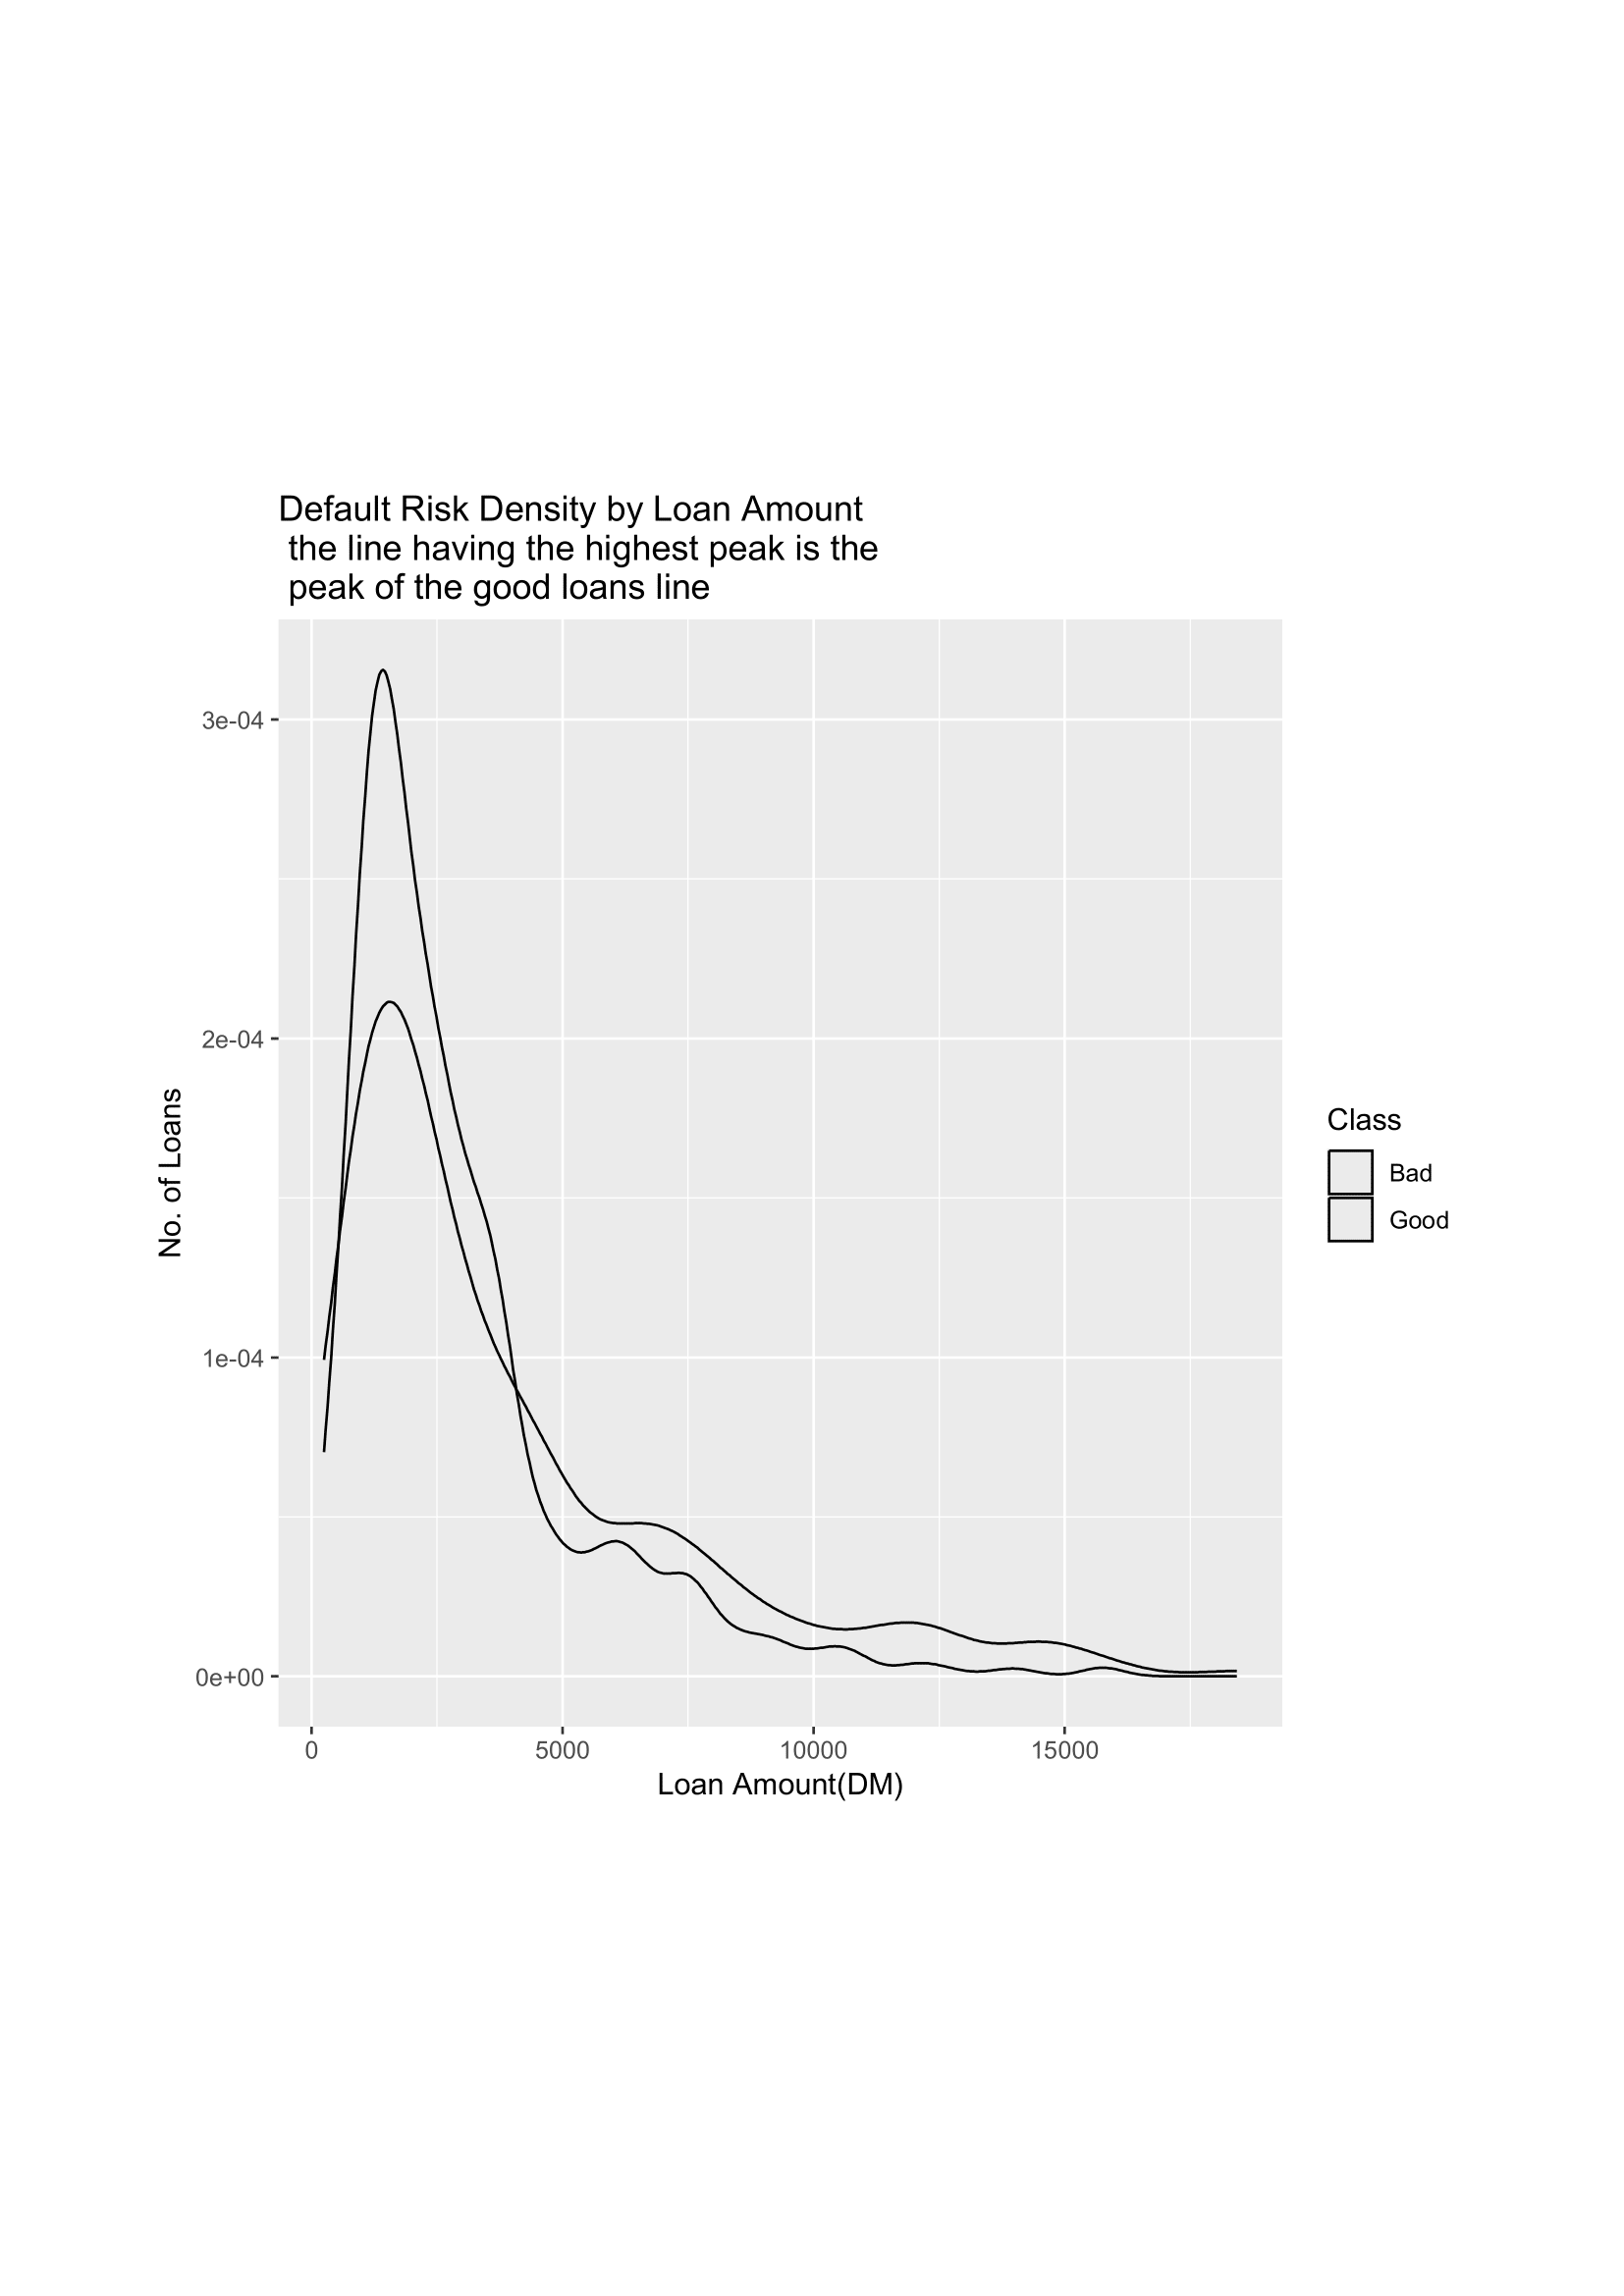 Default Risk Density by Loan Amount
the line having the highest peak is the
peak of the good loans line
3e-04
2e-04
1e-04
0e+00
No. of Loans
0
5000
10000
15000
Loan Amount(DM)
Class
Bad
Good